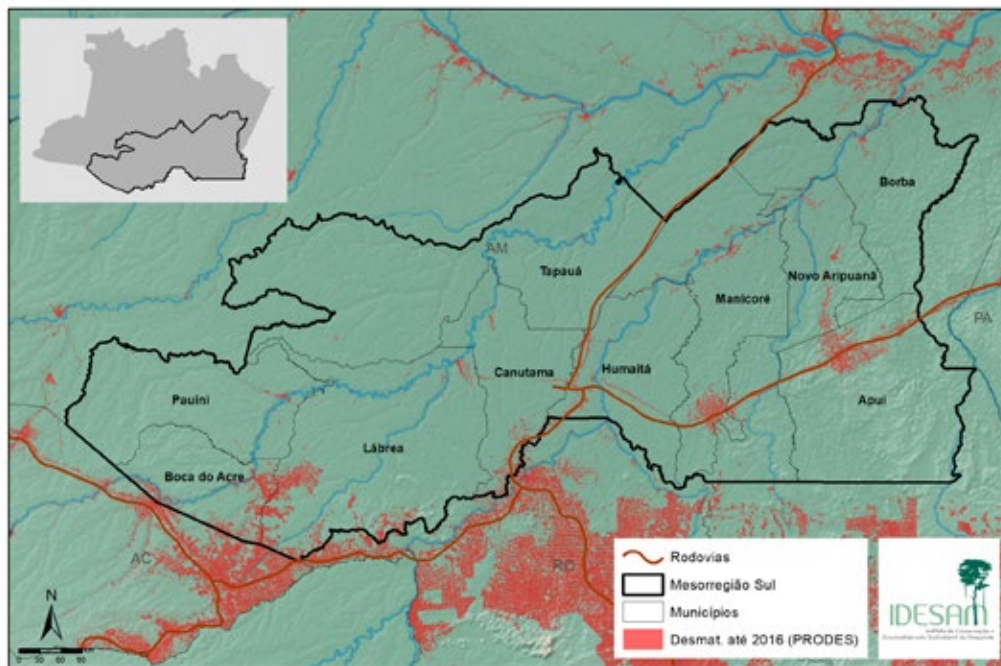 Borba
AM
Tapauá
Novo Aripuanã
Manicoré
PA
Canutama
Humaitá
Pauini
Apuí
Lábrea
Boca do Acre
AC
RO
N
Rodovias
Mesorregião Sul
Municípios
Desmat. até 2016 (PRODES)
IDESAM